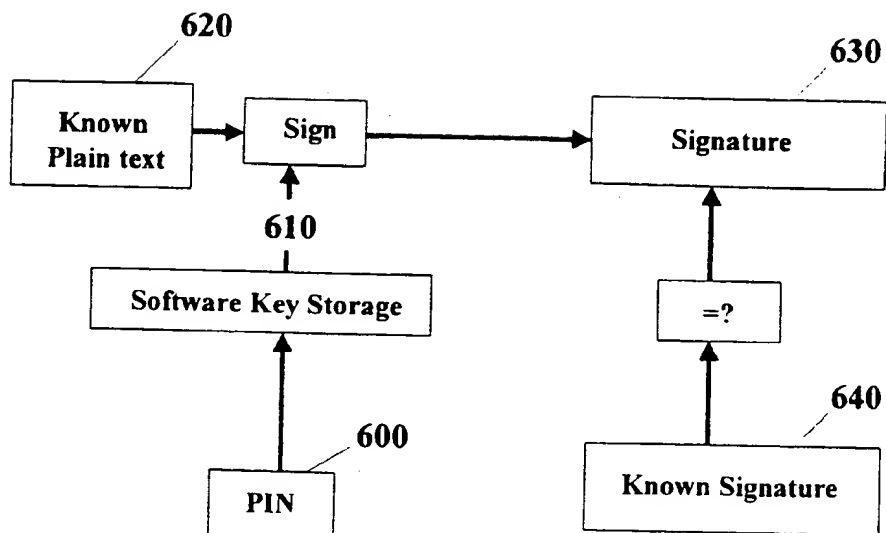 620
630
Known
Plain text
Sign
Signature
610
Software Key Storage
=?
600
640
PIN
Known Signature